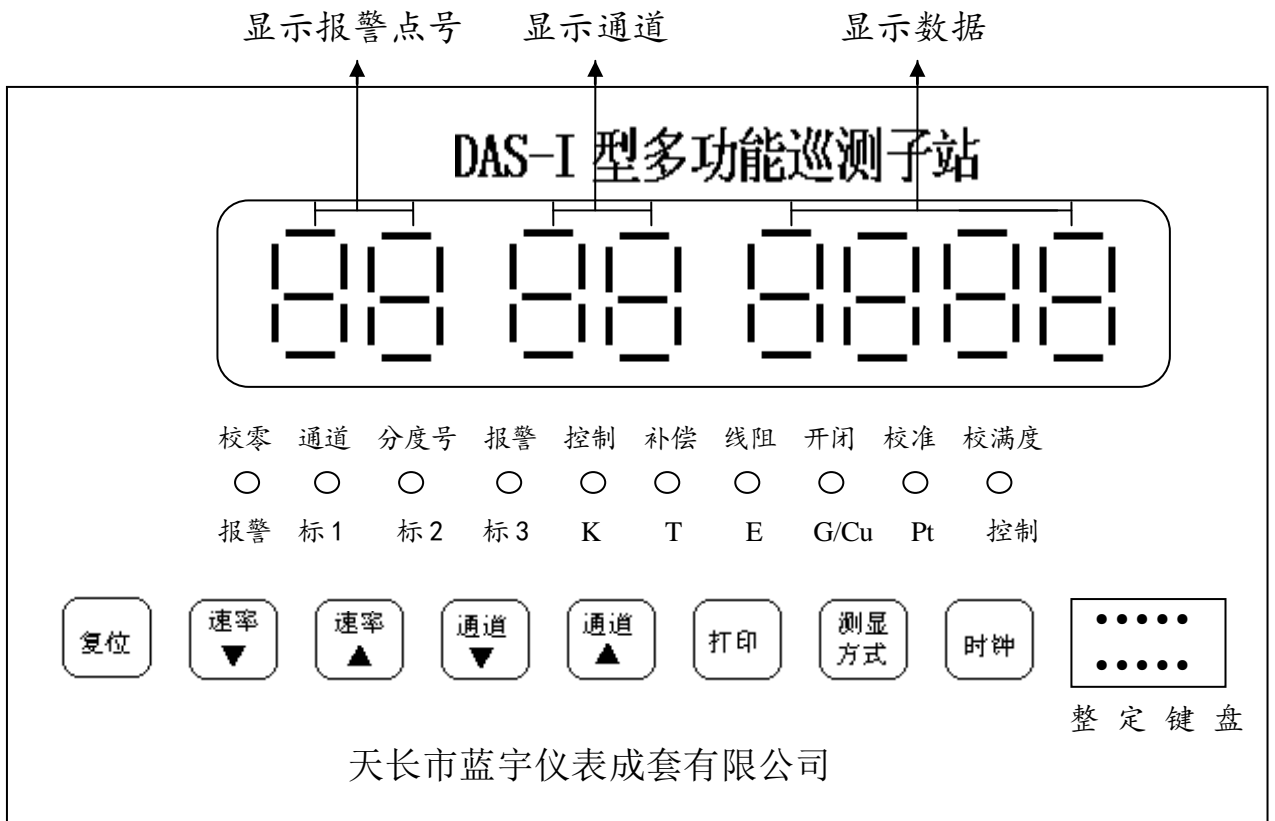 显示报警点号 显示通道 显示数据
DAS-I 型多功能巡测子站
校零 通道 分度号 报警 控制 补偿 线阻 开闭 校准 校满度
报警 标1 标2 标3 K T E G/Cu Pt 控制
复位 速率▼ 速率▲ 通道▼ 通道▲ 打印 测显方式 时钟
整定键盘
天长市蓝宇仪表成套有限公司